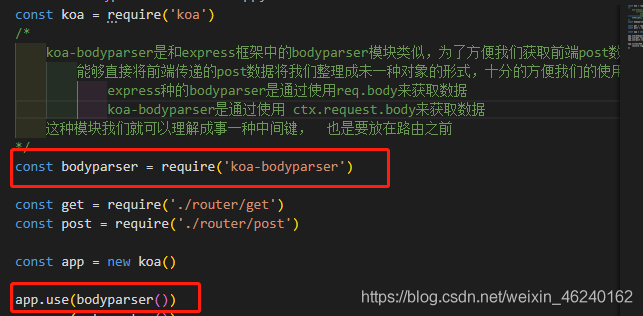 const koa = require('koa')
/*
koa-bodyparser是和express框架中的bodyparser模块类似，为了方便我们获取前端post数
能够直接将前端传递的post数据将我们整理成未一种对象的形式，十分的方便我们的使用
express种的bodyparser是通过使用req.body来获取数据
koa-bodyparser是通过使用 ctx.request.body来获取数据
这种模块我们就可以理解成事一种中间键， 也是要放在路由之前
*/
const bodyparser = require('koa-bodyparser')
const get = require('./router/get')
const post = require('./router/post')
const app = new koa()
app.use(bodyparser())
https://blog.csdn.net/weixin_46240162